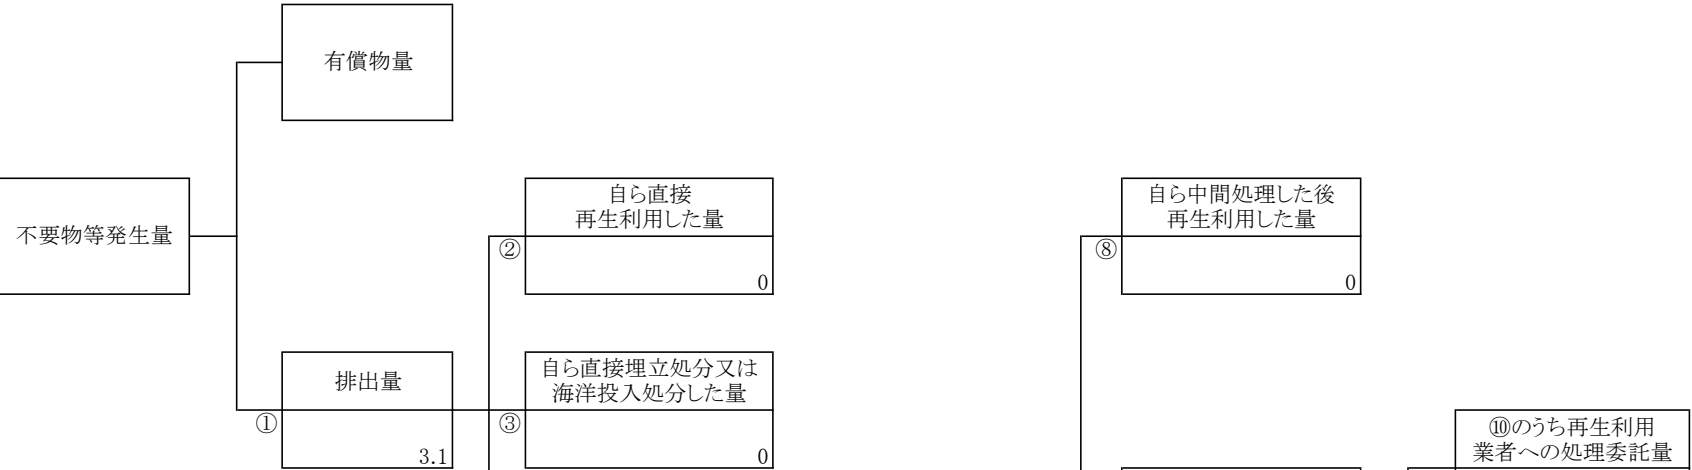 有償物量
不要物等発生量
自ら直接
再生利用した量
②
0
自ら中間処理した後
再生利用した量
⑧
0
排出量
①
3.1
自ら直接埋立処分又は
海洋投入処分した量
③
0
⑩のうち再生利用
業者への処理委託量